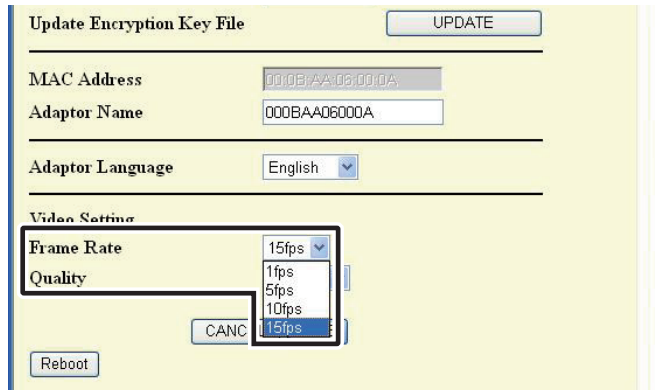 Update Encryption Key File UPDATE
MAC Address 00:0B:AA:06:00:0A
Adaptor Name 000BAA06000A
Adaptor Language English
Video Setting
Frame Rate 15fps
Quality 1fps
5fps
10fps
CANC 15fps
Reboot